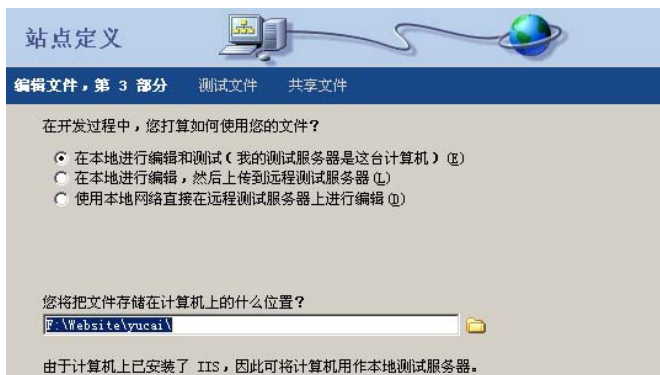 站点定义
编辑文件，第 3 部分 测试文件 共享文件
在开发过程中，您打算如何使用您的文件？
在本地进行编辑和测试(我的测试服务器是这台计算机)(E)
在本地进行编辑，然后上传到远程测试服务器(L)
使用本地网络直接在远程测试服务器上进行编辑(D)
您将把文件存储在计算机上的什么位置？
F:\Website\yucai\
由于计算机上已安装了 IIS，因此可将计算机用作本地测试服务器。